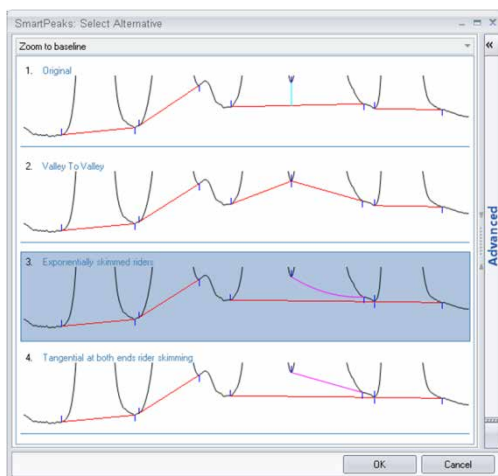 SmartPeaks: Select Alternative
Zoom to baseline
1. Original
2. Valley To Valley
3. Exponentially skimmed riders
4. Tangential at both ends rider skimming
Advanced
OK
Cancel